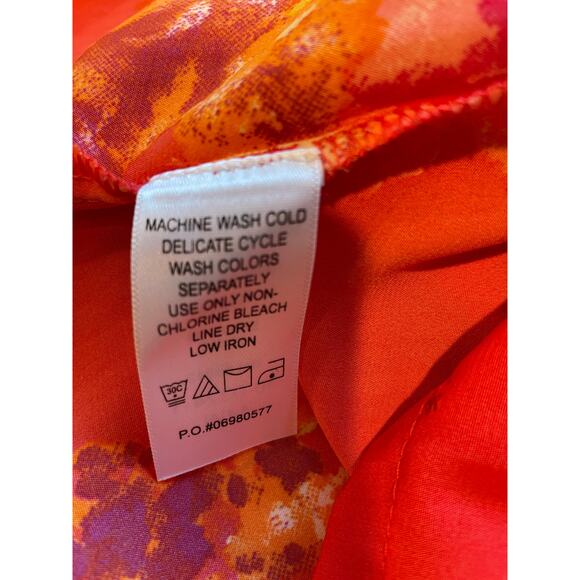 MACHINE WASH COLD
DELICATE CYCLE
WASH COLORS
SEPARATELY
USE ONLY NON-
CHLORINE BLEACH
LINE DRY
LOW IRON
30C
P.O.#06980577